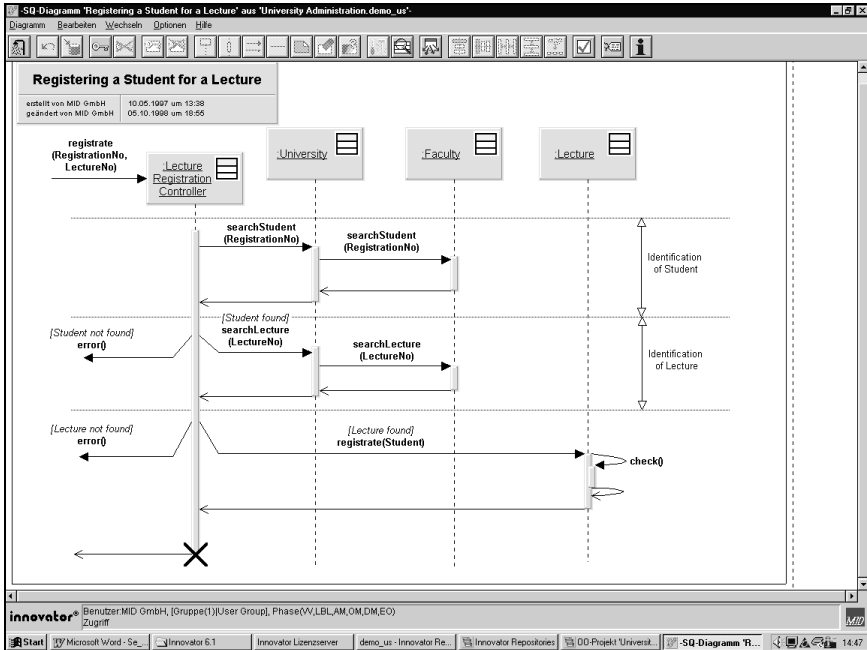 -SQ-Diagramm 'Registering a Student for a Lecture' aus 'University Administration.demo_us'-
Diagramm Bearbeiten Wechseln Optionen Hilfe
Registering a Student for a Lecture
erstellt von MID GmbH 10.05.1997 um 13:38
geändert von MID GmbH 05.10.1998 um 18:55
registrate
(RegistrationNo,
LectureNo)
:Lecture
Registration
Controller
:University
:Faculty
:Lecture
searchStudent
(RegistrationNo)
searchStudent
(RegistrationNo)
Identification
of Student
[Student not found]
error()
[Student found]
searchLecture
(LectureNo)
searchLecture
(LectureNo)
Identification
of Lecture
[Lecture not found]
error()
[Lecture found]
registrate(Student)
check()
innovator® Benutzer:MID GmbH, [Gruppe(1)|User Group], Phase(VV,LBL,AM,OM,DM,EO)
Zugriff
MID
Start Microsoft Word - Se_... Innovator 6.1 Innovator Lizenzserver demo_us - Innovator Re... Innovator Repositories OO-Projekt 'Universit... -SQ-Diagramm 'R... 14:47